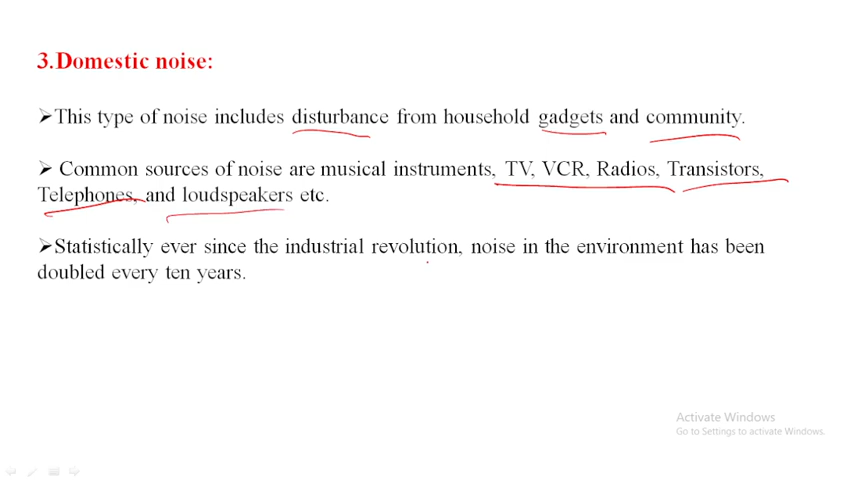 3.Domestic noise:
➢This type of noise includes disturbance from household gadgets and community.
➢ Common sources of noise are musical instruments, TV, VCR, Radios, Transistors,
Telephones, and loudspeakers etc.
➢Statistically ever since the industrial revolution, noise in the environment has been
doubled every ten years.
Activate Windows
Go to Settings to activate Windows.